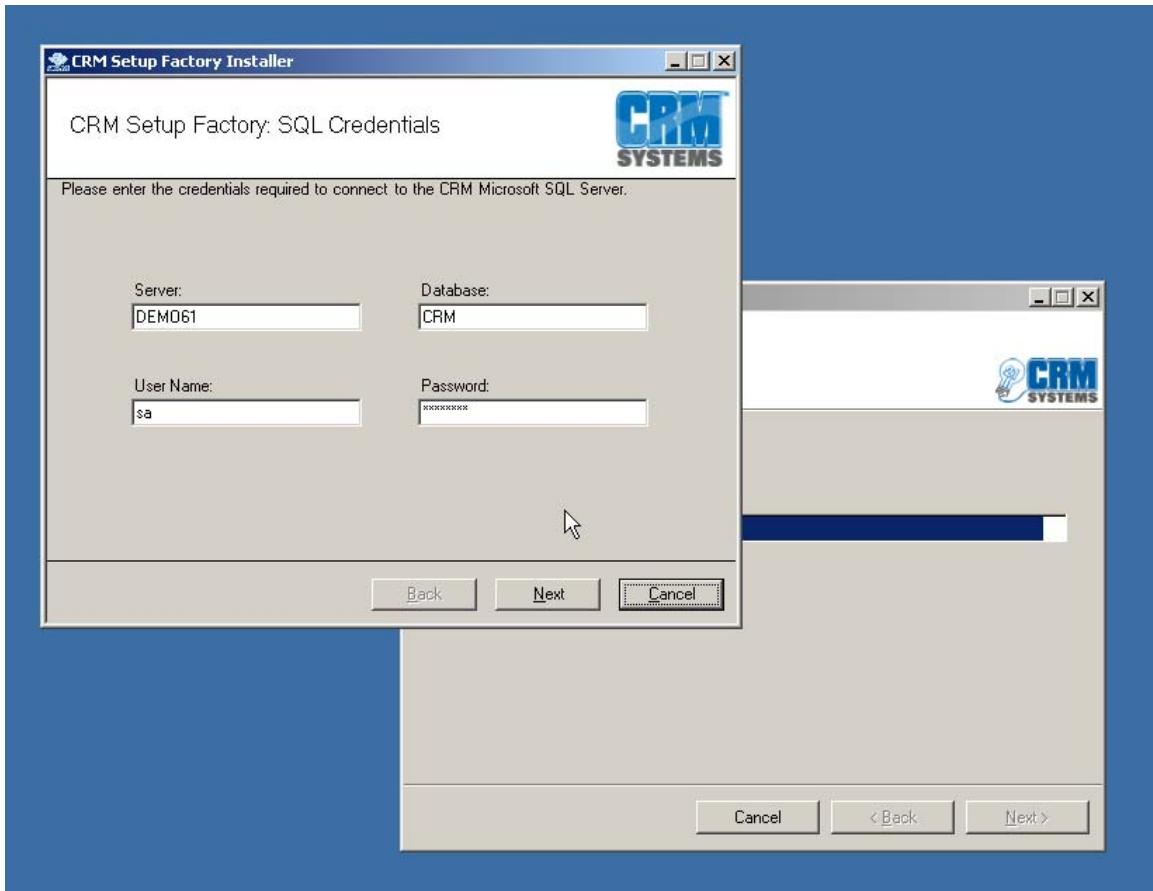 CRM Setup Factory Installer
CRM Setup Factory: SQL Credentials
CRM
SYSTEMS
Please enter the credentials required to connect to the CRM Microsoft SQL Server.
Server: Database:
DEMO61 CRM
User Name: Password:
sa ********
Back Next Cancel
CRM
SYSTEMS
Cancel < Back Next >